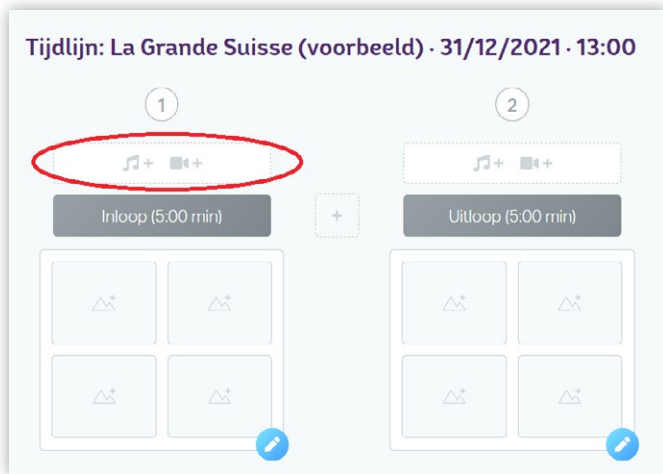 Tijdlijn: La Grande Suisse (voorbeeld) · 31/12/2021 · 13:00
1
2
Inloop (5:00 min)
+
Uitloop (5:00 min)